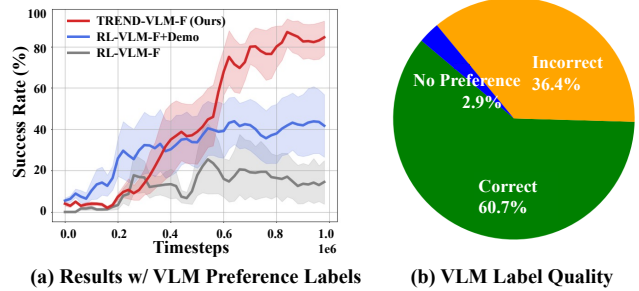 TREND-VLM-F (Ours)
RL-VLM-F+Demo
RL-VLM-F
Success Rate (%)
100
80
60
40
20
0
0.0 0.2 0.4 0.6 0.8 1.0
1e6
Timesteps
(a) Results w/ VLM Preference Labels
Incorrect
36.4%
No Preference
2.9%
Correct
60.7%
(b) VLM Label Quality